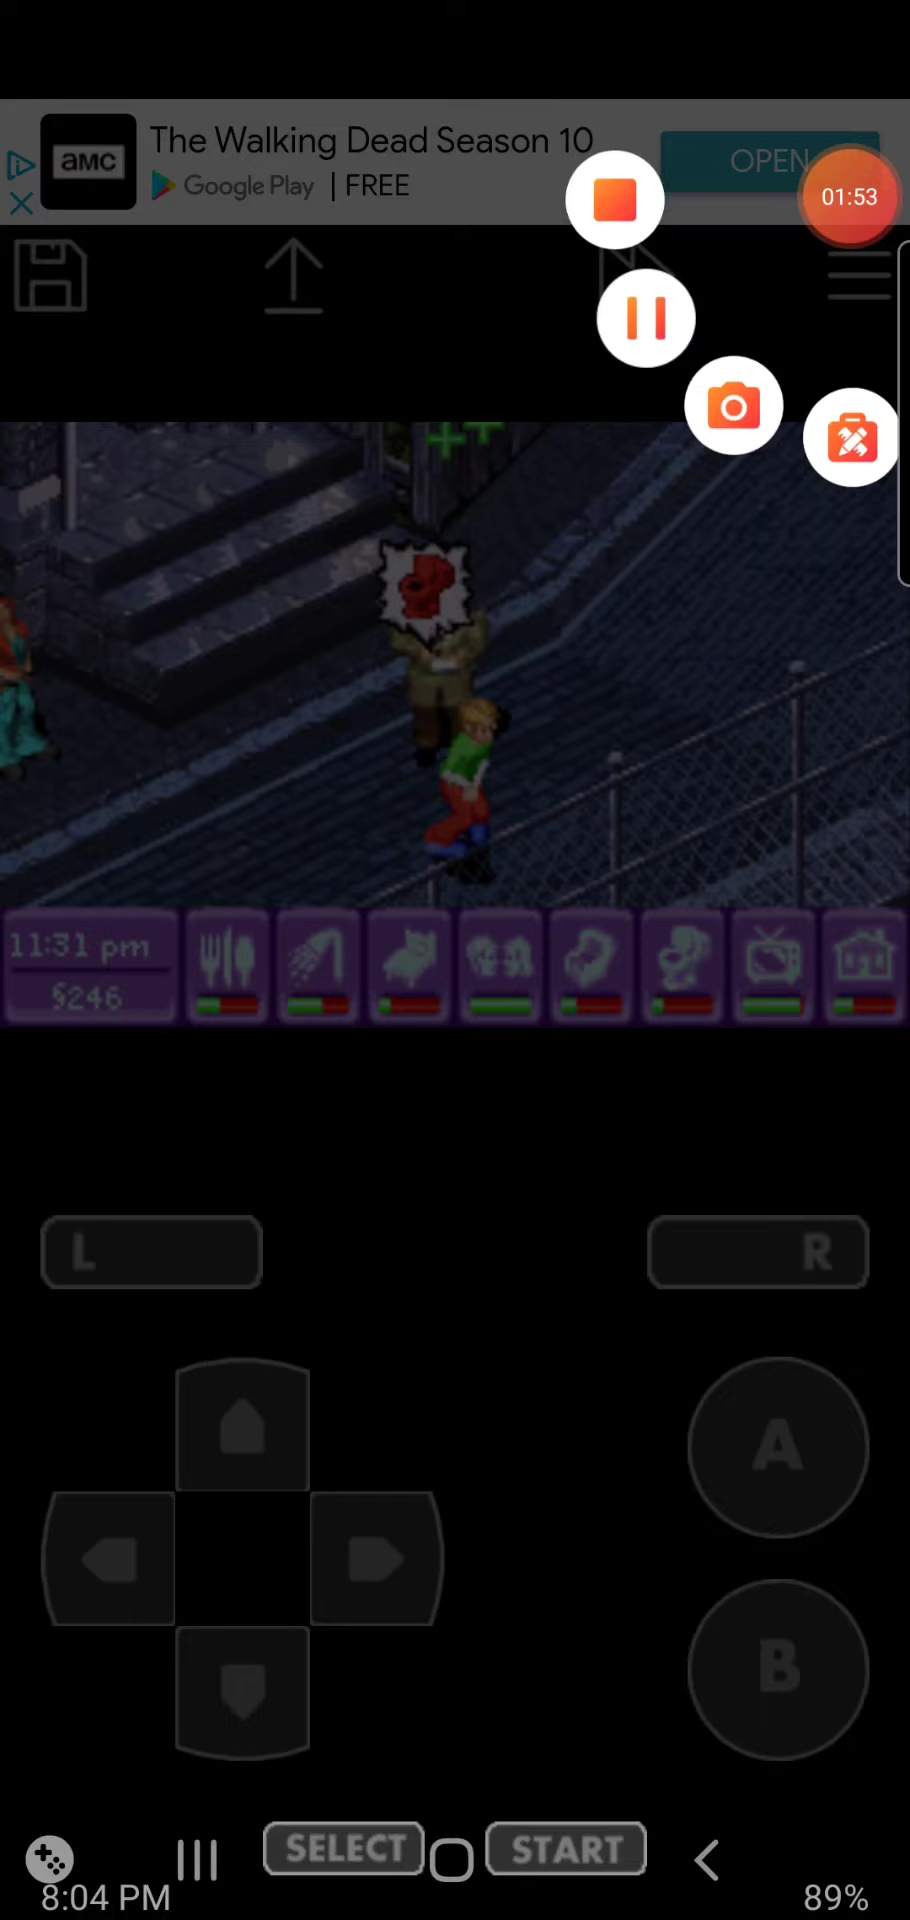 The Walking Dead Season 10
OPEN
aMC
Google Play | FREE
01:53
11:31 pm
§246
L
R
A
B
SELECT
START
8:04 PM
89%